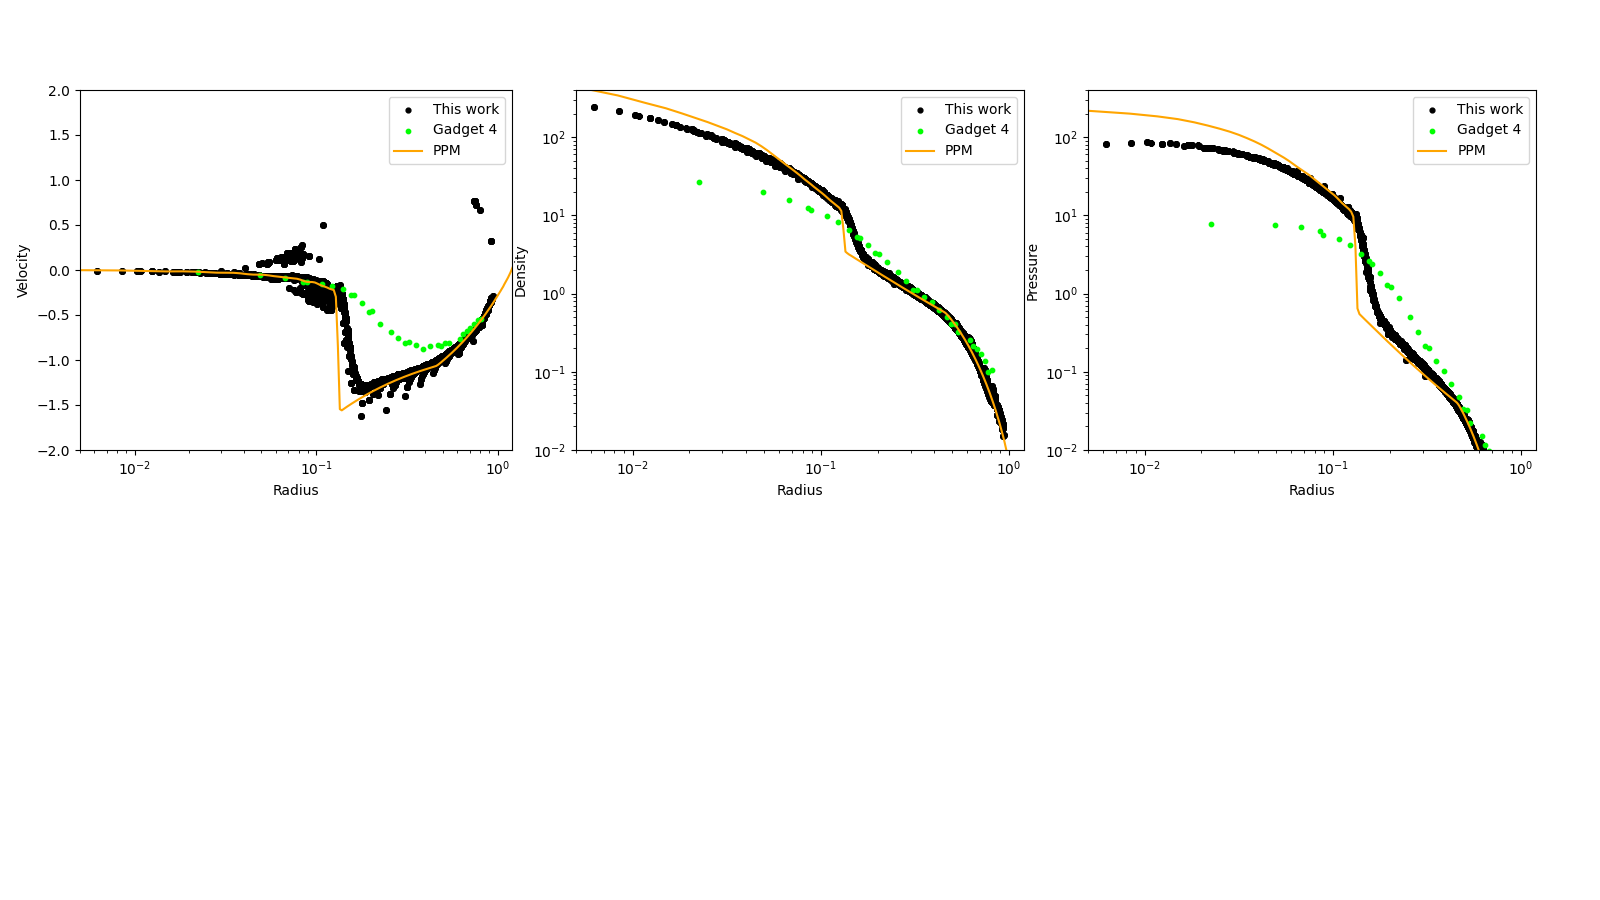 This work
Gadget 4
PPM
2.0
1.5
1.0
0.5
0.0
−0.5
−1.0
−1.5
−2.0
Velocity
10⁻²
10⁻¹
10⁰
Radius
This work
Gadget 4
PPM
10²
10¹
10⁰
10⁻¹
10⁻²
Density
10⁻²
10⁻¹
10⁰
Radius
This work
Gadget 4
PPM
10²
10¹
10⁰
10⁻¹
10⁻²
Pressure
10⁻²
10⁻¹
10⁰
Radius